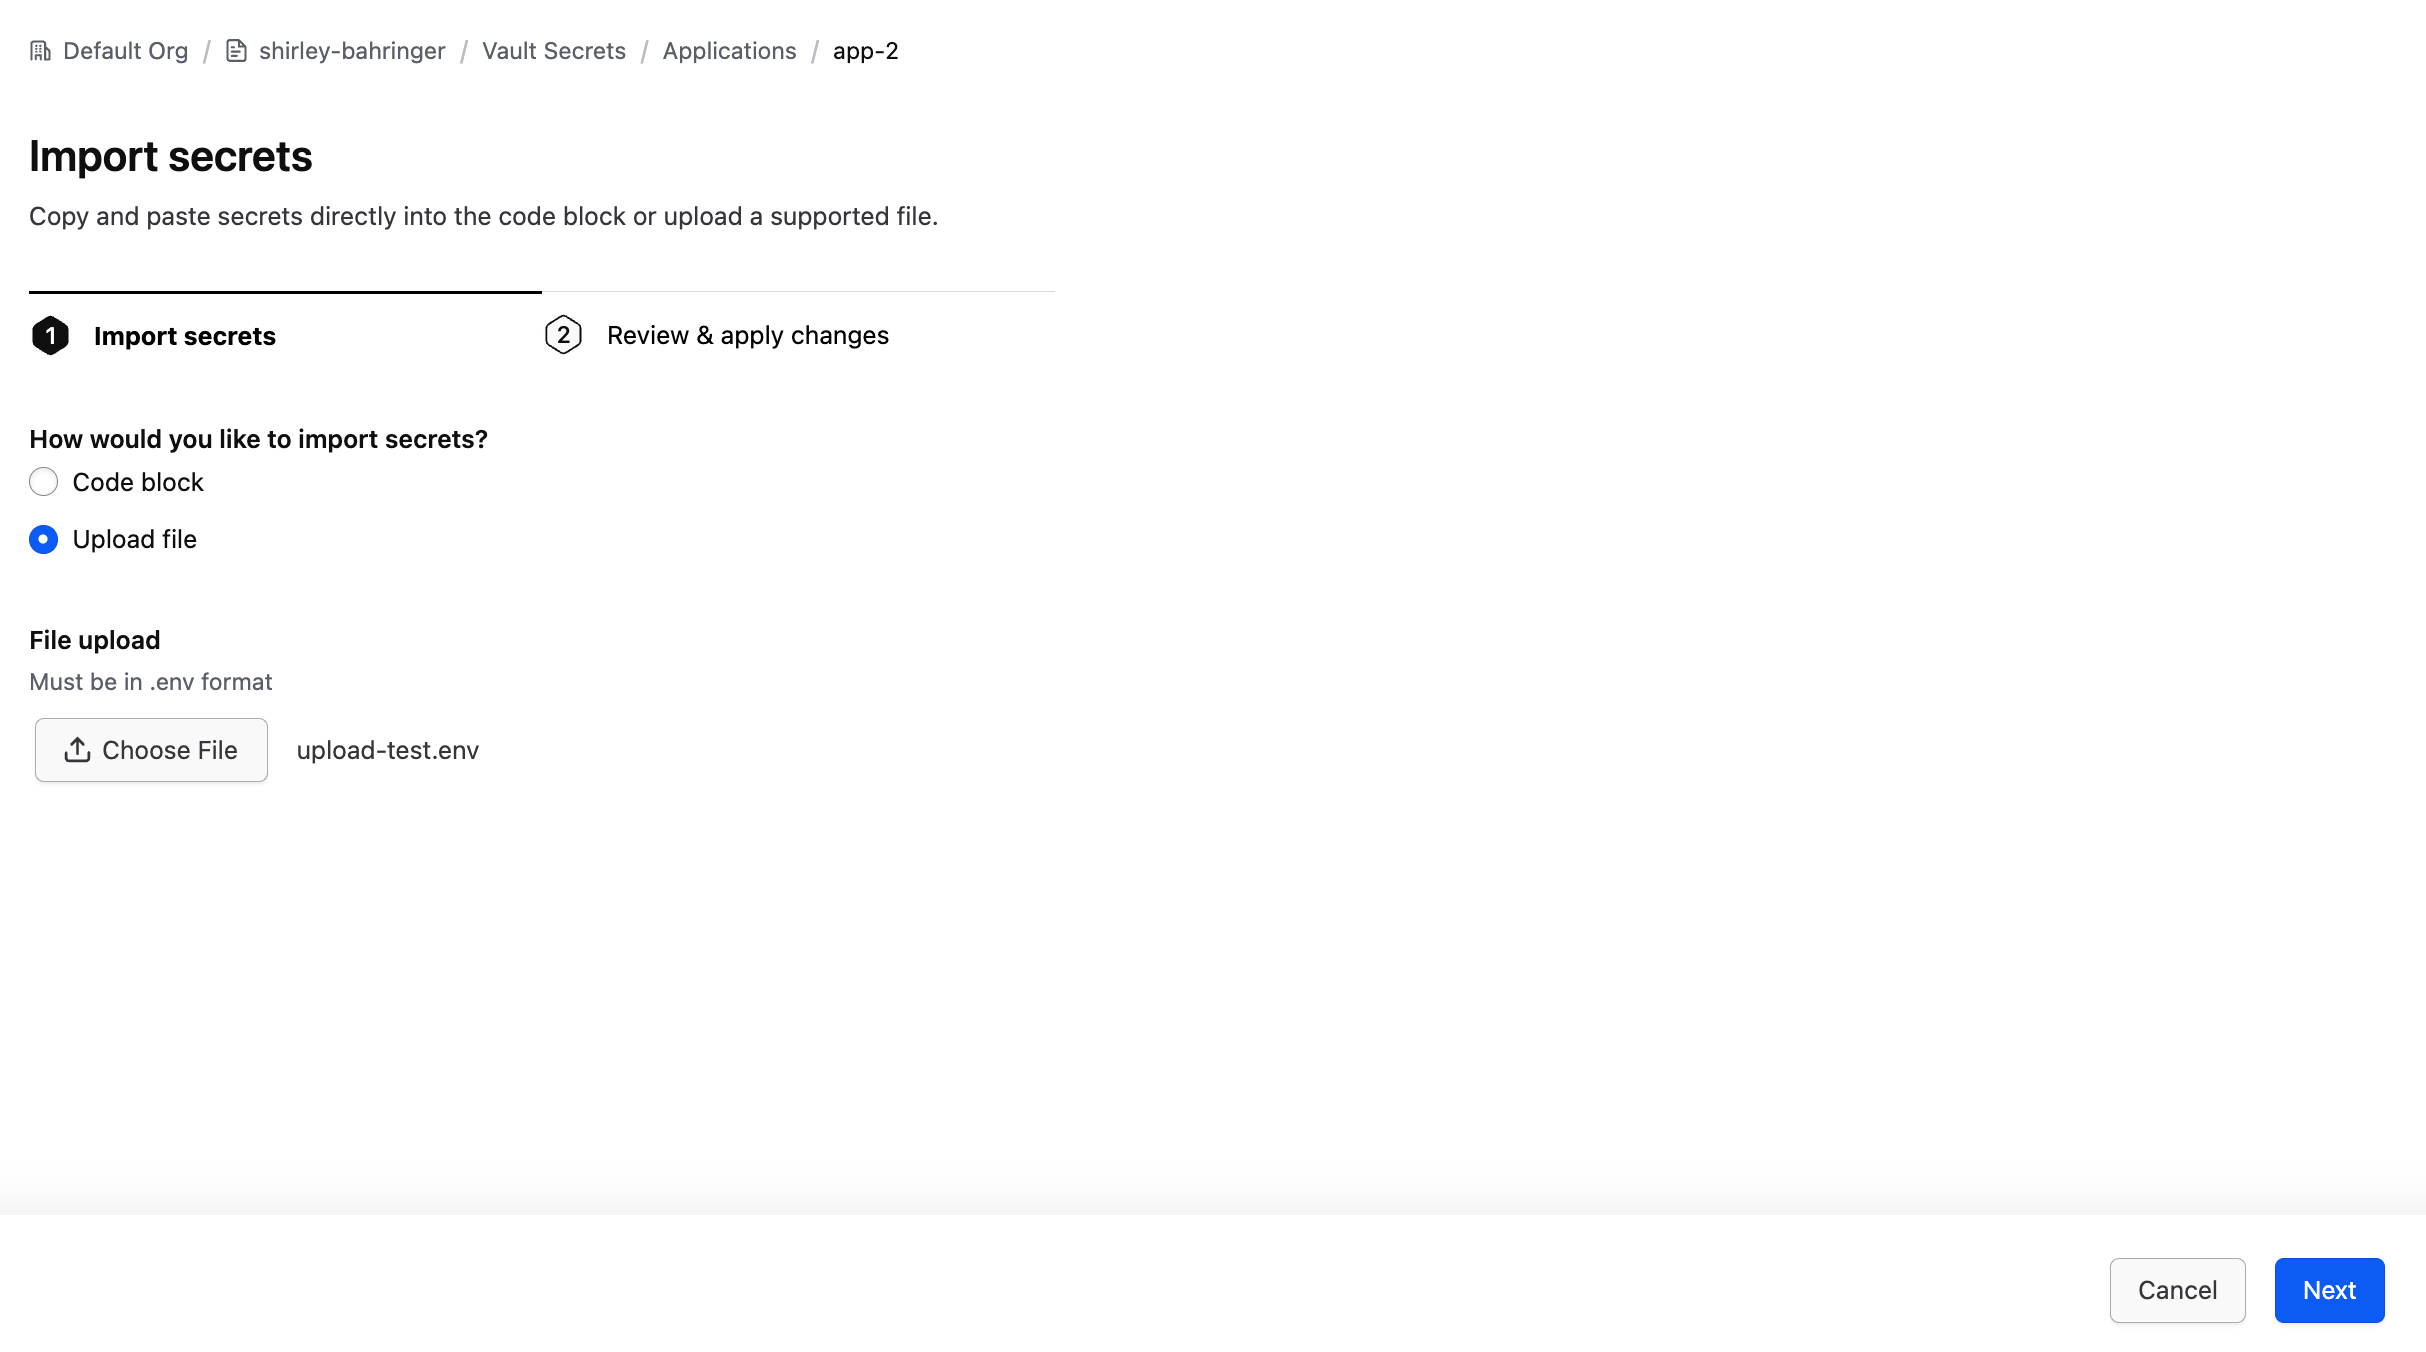 Default Org / shirley-bahringer / Vault Secrets / Applications / app-2
Import secrets
Copy and paste secrets directly into the code block or upload a supported file.
1 Import secrets
2 Review & apply changes
How would you like to import secrets?
Code block
Upload file
File upload
Must be in .env format
Choose File upload-test.env
Cancel Next